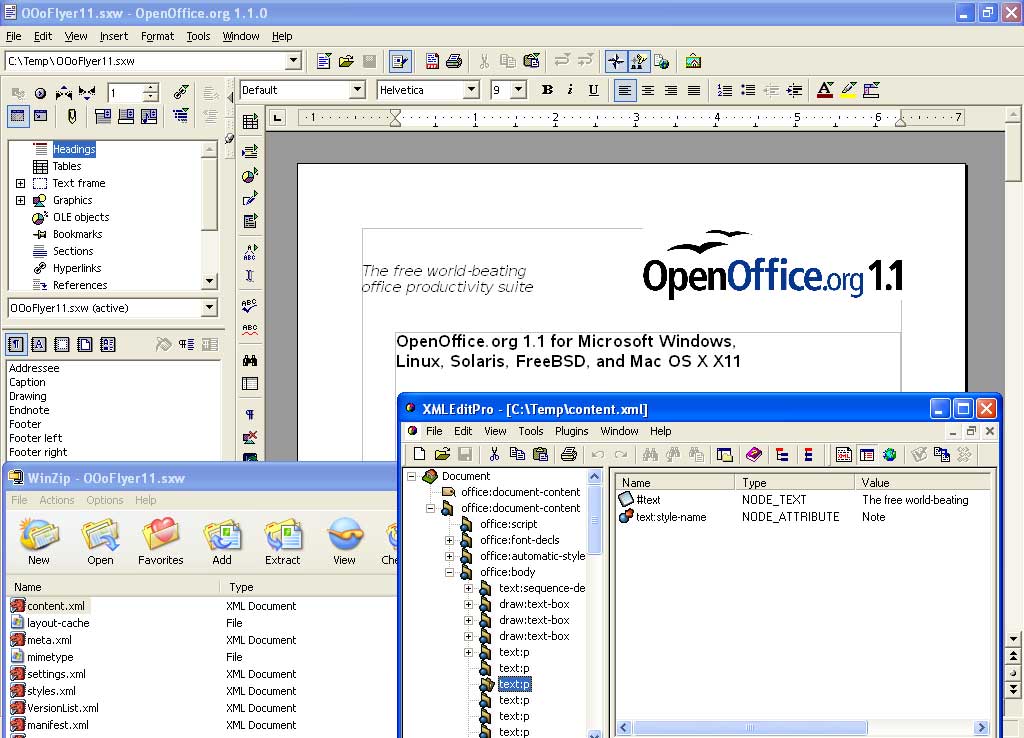 OOoFlyer11.sxw - OpenOffice.org 1.1.0
File Edit View Insert Format Tools Window Help
C:\Temp\OOoFlyer11.sxw
1
Default Helvetica 9 B i U
1 1 2 3 4 5 6 7
Headings
Tables
Text frame
Graphics
OLE objects
Bookmarks
Sections
Hyperlinks
References
OOoFlyer11.sxw (active)
Addressee
Caption
Drawing
Endnote
Footer
Footer left
Footer right
The free world-beating
office productivity suite
OpenOffice.org 1.1
OpenOffice.org 1.1 for Microsoft Windows,
Linux, Solaris, FreeBSD, and Mac OS X X11
WinZip - OOoFlyer11.sxw
File Actions Options Help
New Open Favorites Add Extract View Che
Name Type
content.xml XML Document
layout-cache File
meta.xml XML Document
mimetype File
settings.xml XML Document
styles.xml XML Document
VersionList.xml XML Document
manifest.xml XML Document
XMLEditPro - [C:\Temp\content.xml]
File Edit View Tools Plugins Window Help
Document
office:document-content
office:document-content
office:script
office:font-decls
office:automatic-style
office:body
text:sequence-de
draw:text-box
draw:text-box
draw:text-box
text:p
text:p
text:p
text:p
text:p
text:p
Name Type Value
#text NODE_TEXT The free world-beating
text:style-name NODE_ATTRIBUTE Note